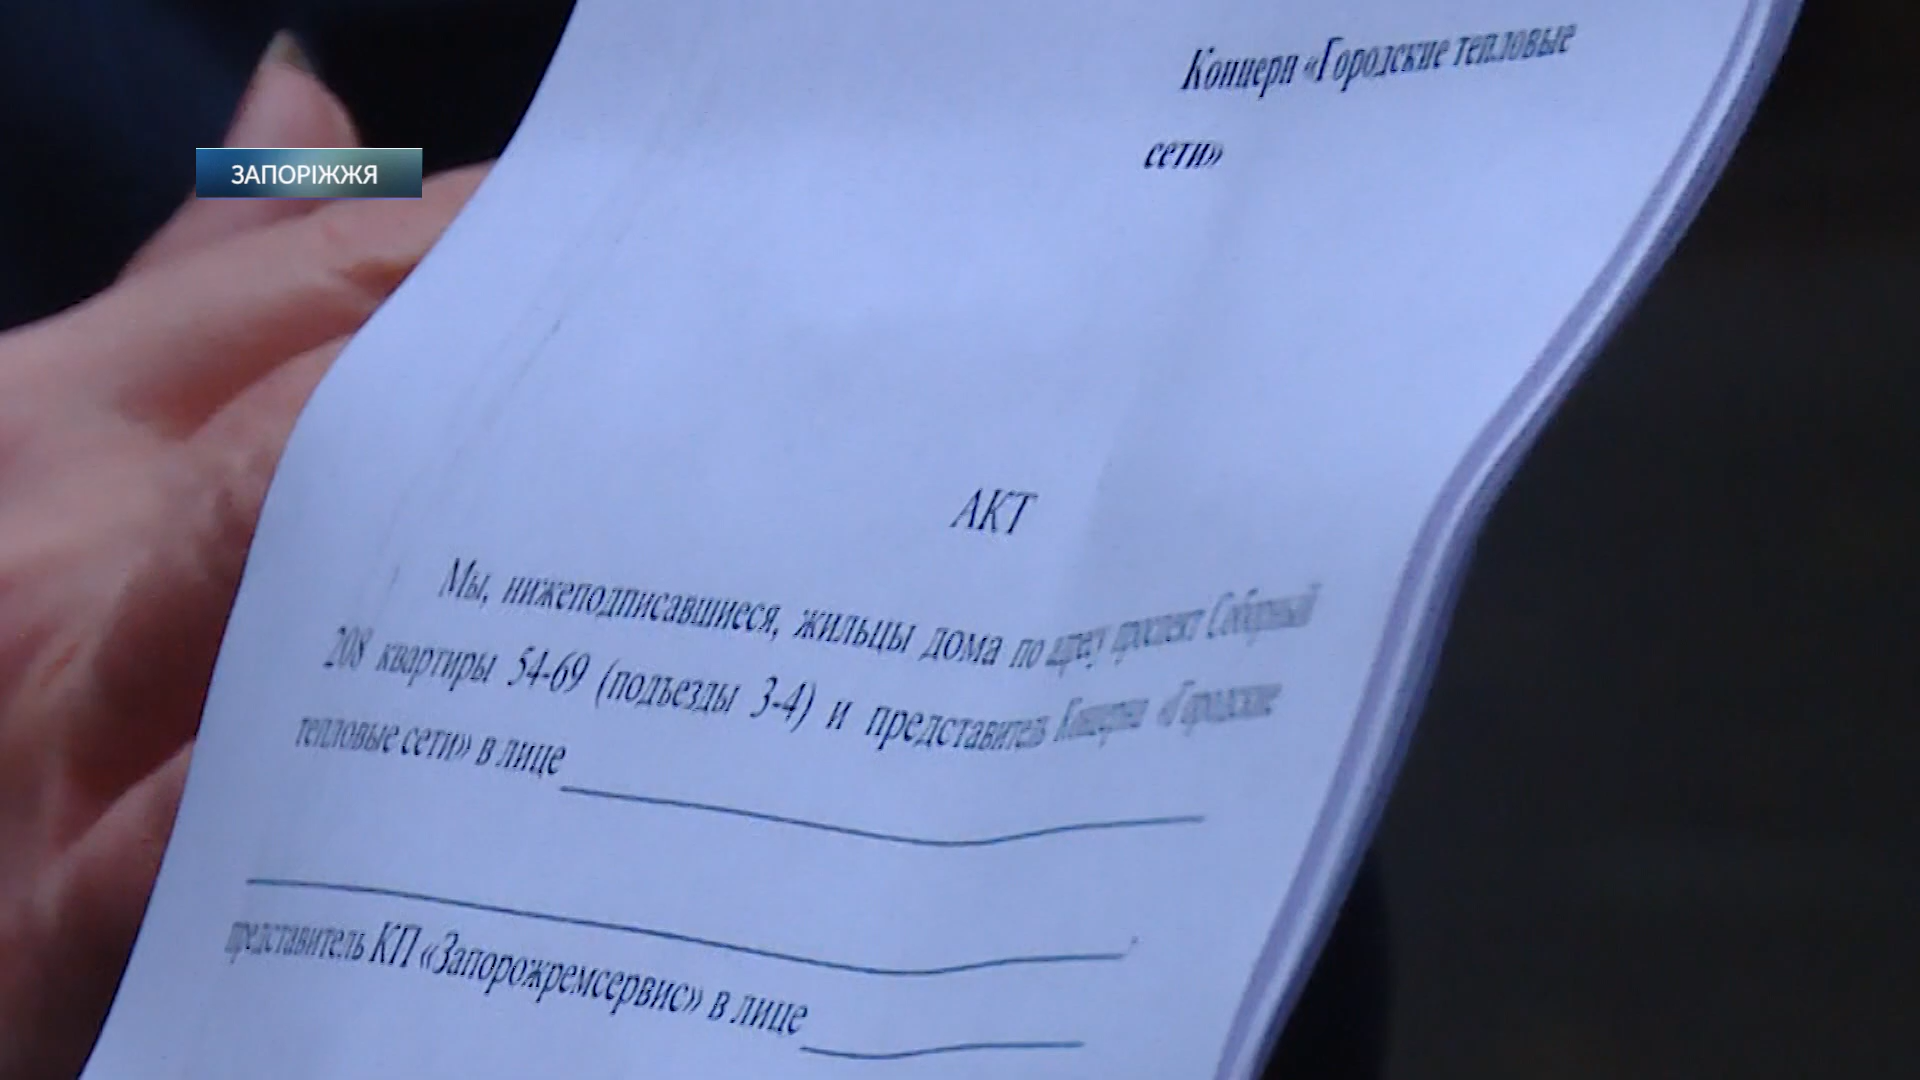 Концерн «Городские тепловые
сети»
ЗАПОРІЖЖЯ
АКТ
Мы, нижеподписавшиеся, жильцы дома по адресу проспект Соборный
208 квартиры 54-69 (подъезды 3-4) и представитель Концерна «Городские
тепловые сети» в лице
представитель КП «Запорожремсервис» в лице